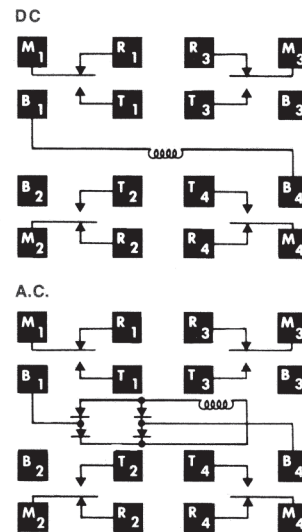 DC
M1 R1 R3 M3
B1 T1 T3 B3
B2 T2 T4 B4
M2 R2 R4 M4
A.C.
M1 R1 R3 M3
B1 T1 T3 B3
B2 T2 T4 B4
M2 R2 R4 M4